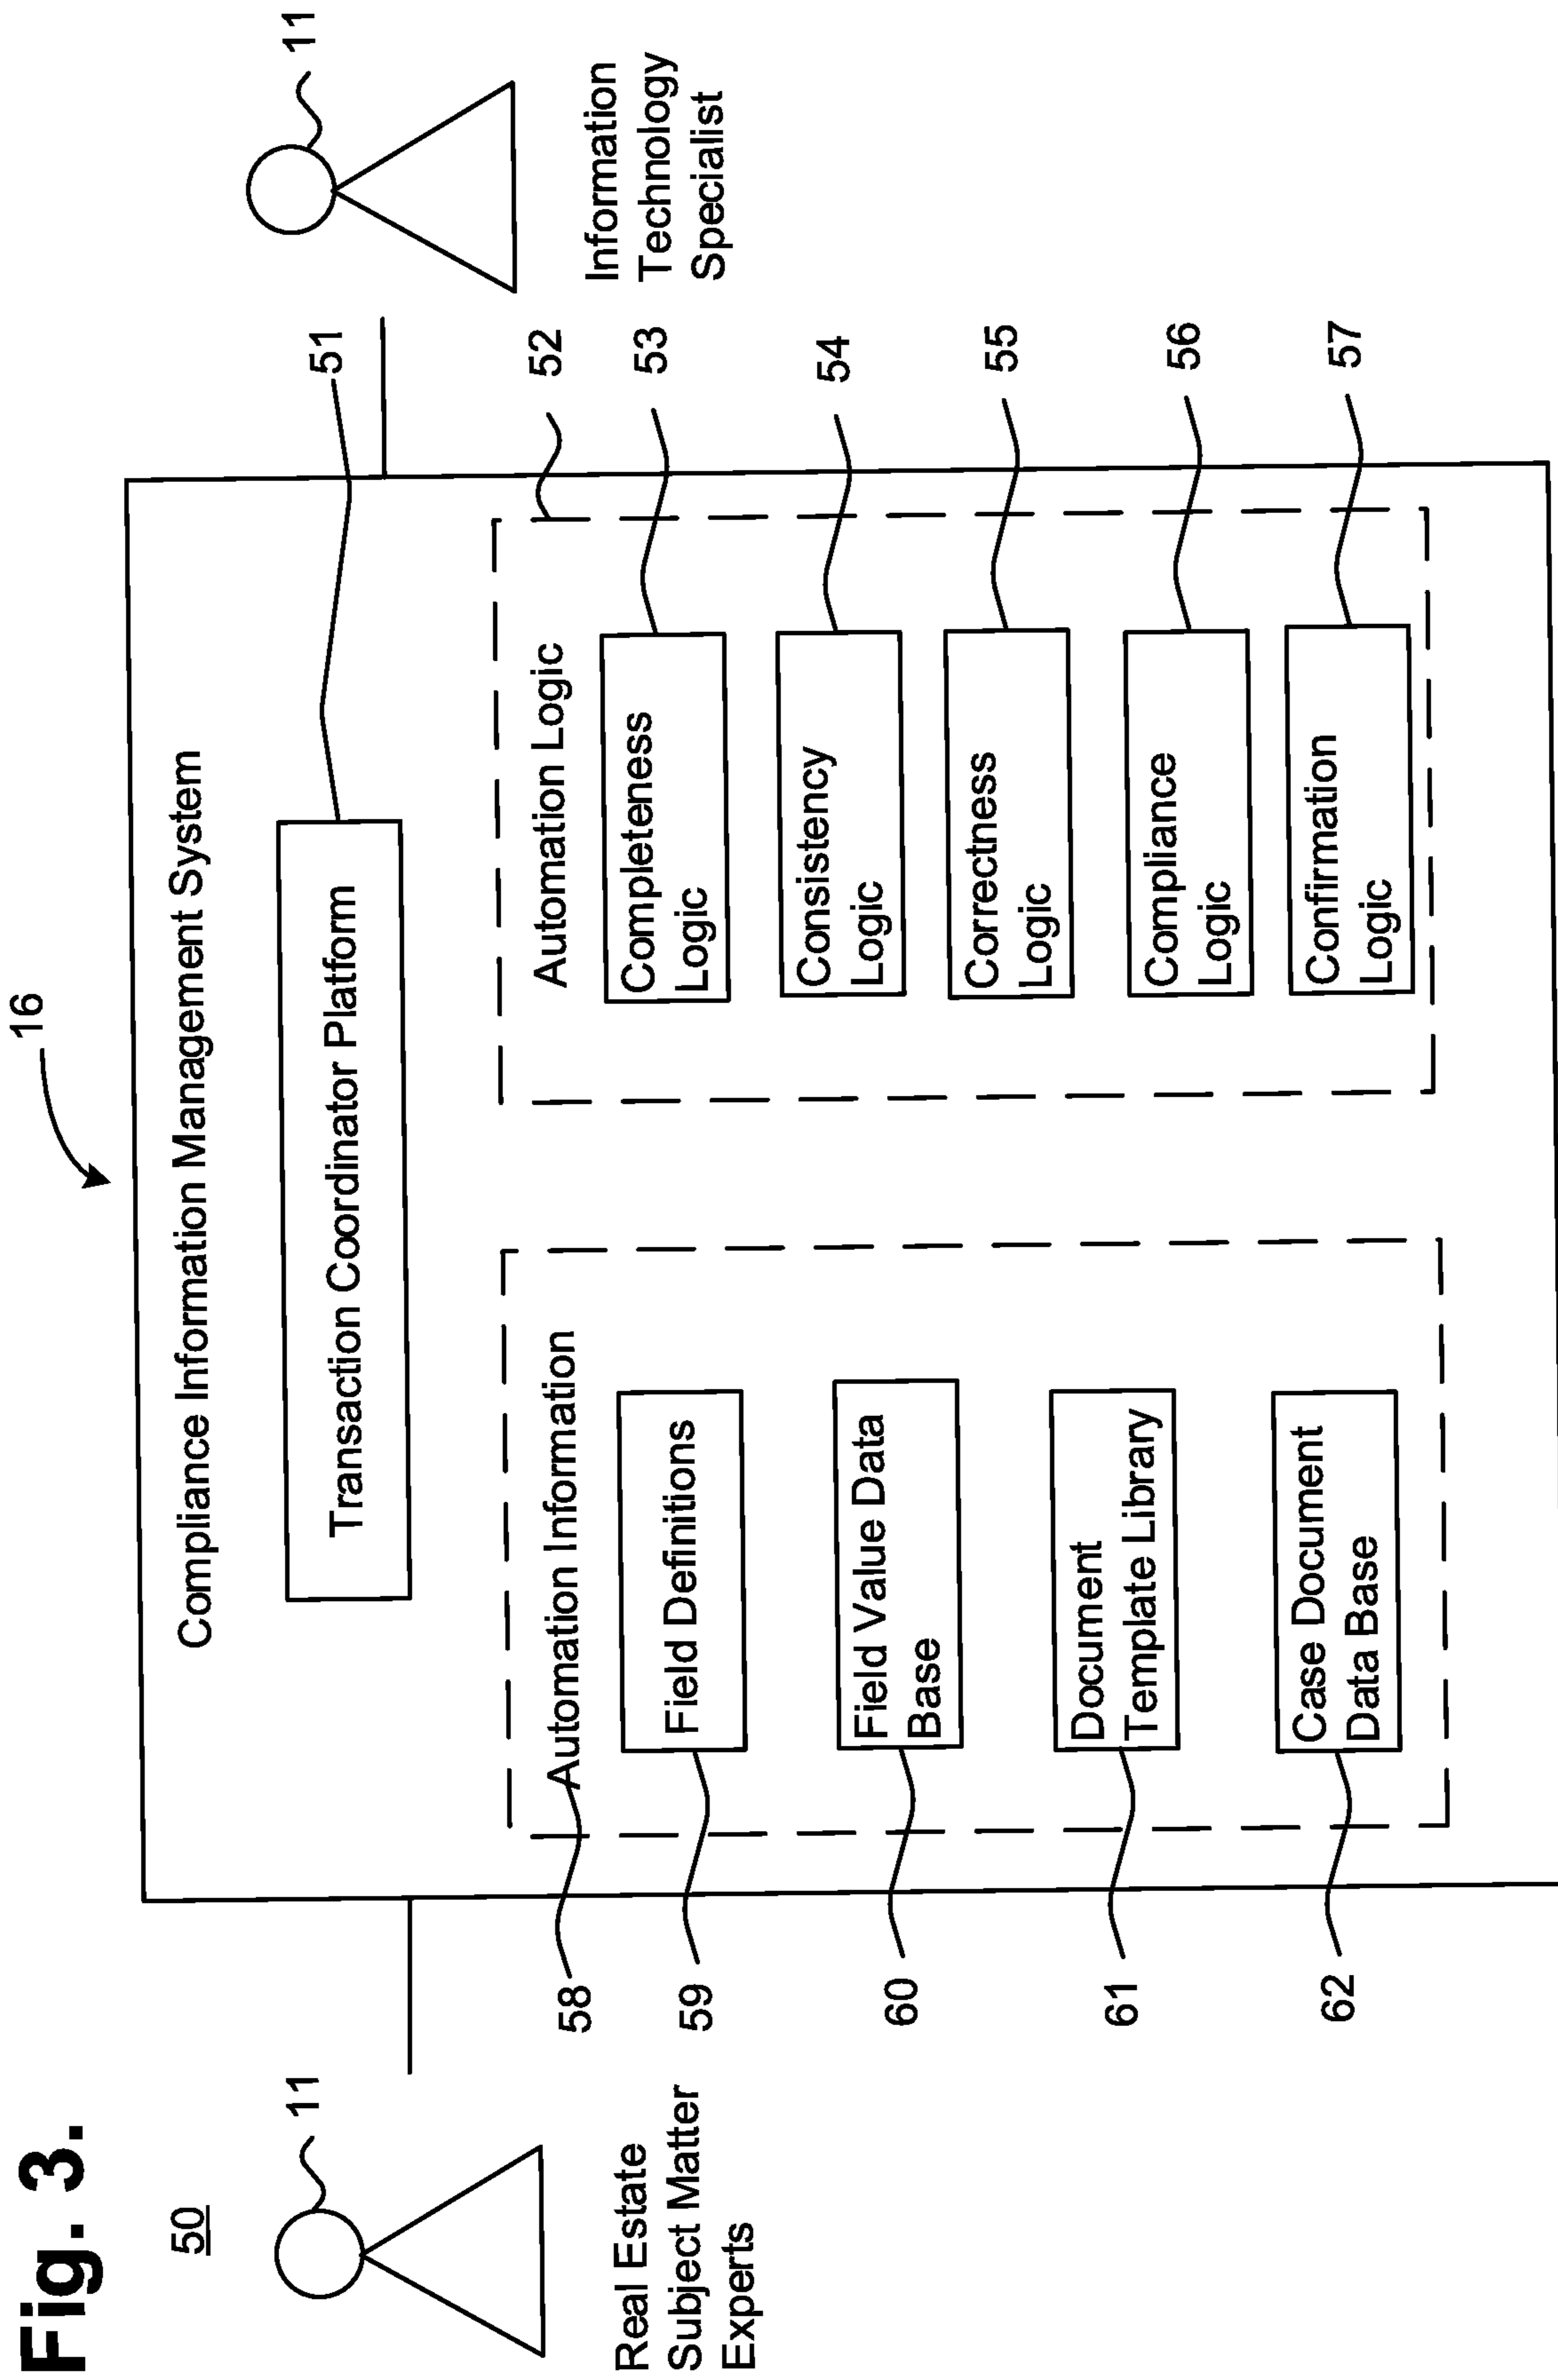 Fig. 3.
50
16
11
Real Estate
Subject Matter
Experts
11
Information
Technology
Specialist
Compliance Information Management System
Transaction Coordinator Platform
51
Automation Information
58
Field Definitions
59
Field Value Data
Base
60
Document
Template Library
61
Case Document
Data Base
62
Automation Logic
52
Completeness
Logic
53
Consistency
Logic
54
Correctness
Logic
55
Compliance
Logic
56
Confirmation
Logic
57